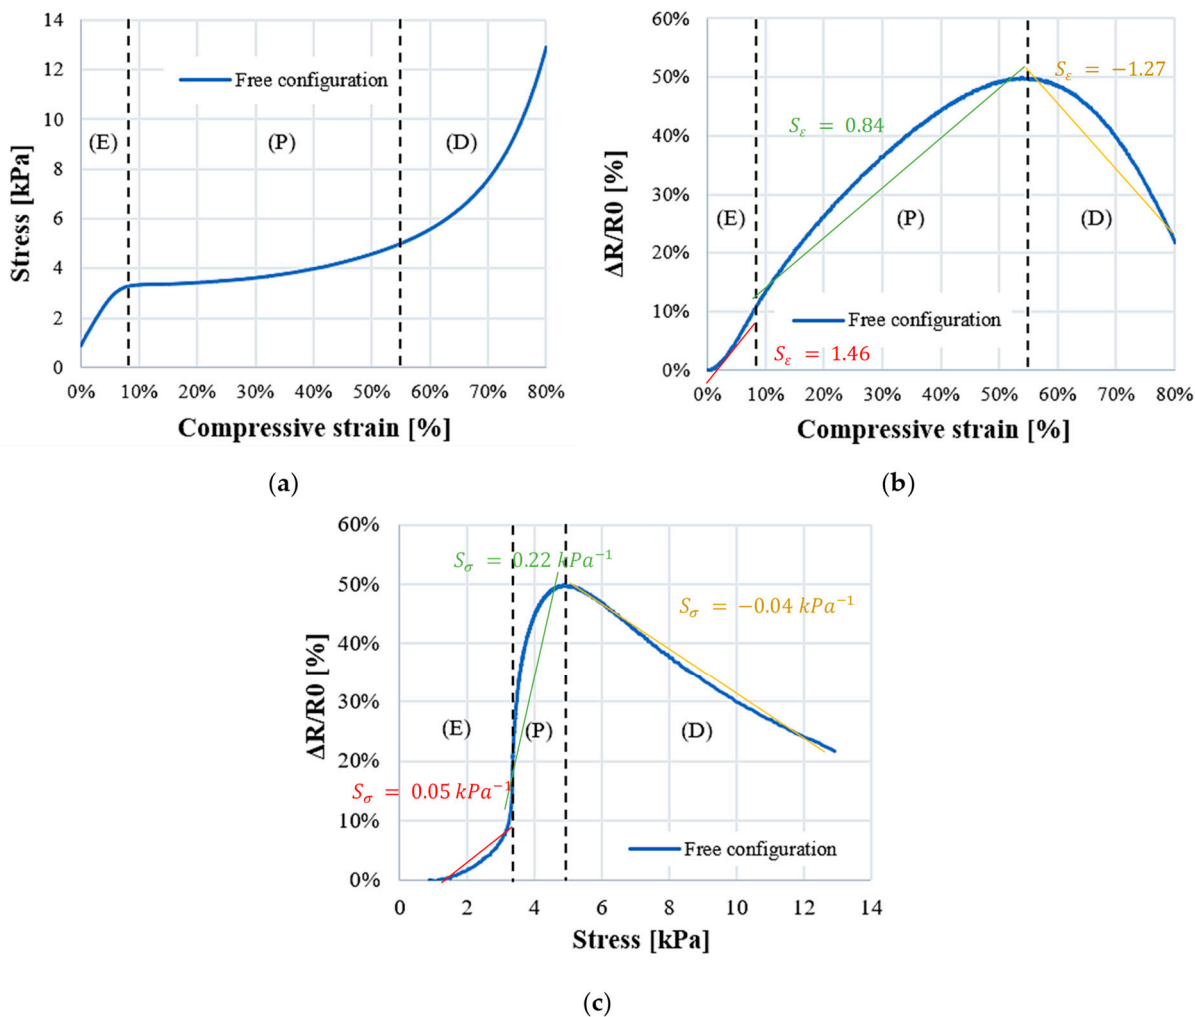 14
12
10
8
6
4
2
0
Stress [kPa]
Free configuration
(E)
(P)
(D)
0% 10% 20% 30% 40% 50% 60% 70% 80%
Compressive strain [%]
(a)
60%
50%
40%
30%
20%
10%
0%
ΔR/R0 [%]
Sε = −1.27
Sε = 0.84
(E)
(P)
(D)
Free configuration
Sε = 1.46
0% 10% 20% 30% 40% 50% 60% 70% 80%
Compressive strain [%]
(b)
60%
50%
40%
30%
20%
10%
0%
ΔR/R0 [%]
Sσ = 0.22 kPa⁻¹
Sσ = −0.04 kPa⁻¹
(E)
(P)
(D)
Sσ = 0.05 kPa⁻¹
Free configuration
0 2 4 6 8 10 12 14
Stress [kPa]
(c)